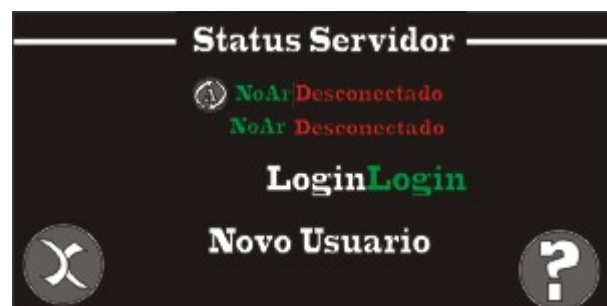 Status Servidor
A NoAr Desconectado
NoAr Desconectado
LoginLogin
Novo Usuario
X ?